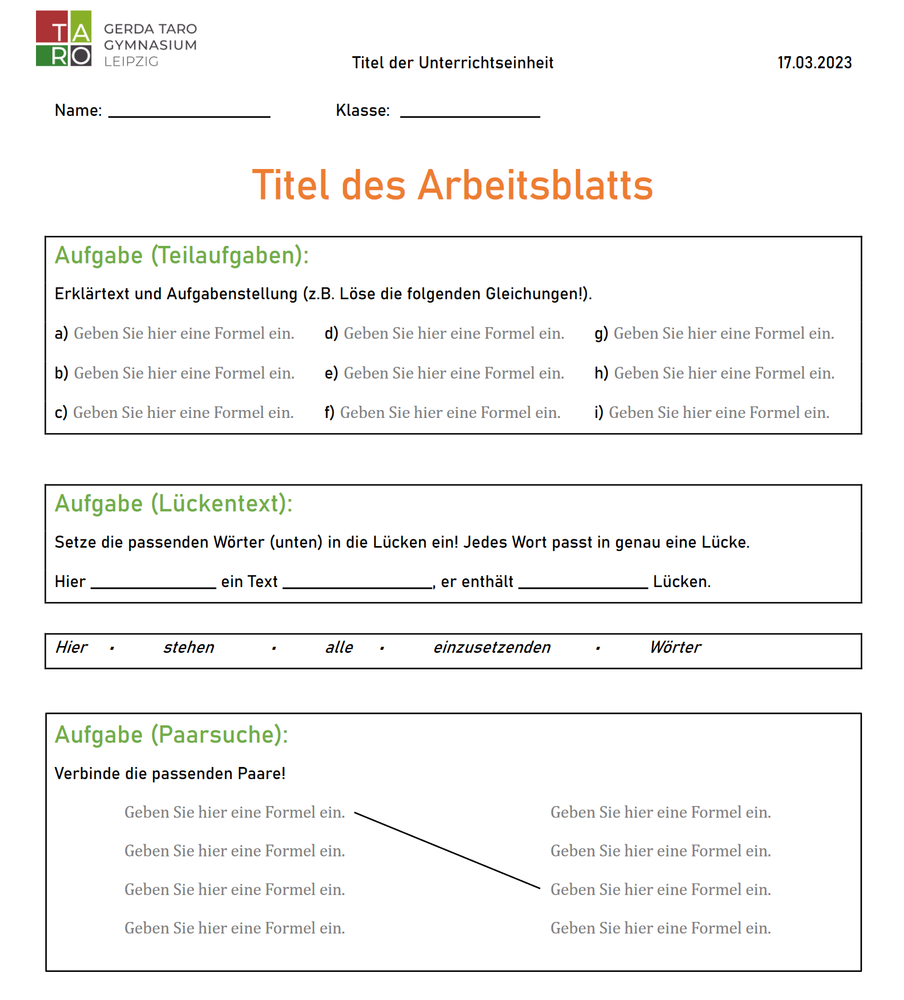 TA
RO
GERDA TARO
GYMNASIUM
LEIPZIG
Titel der Unterrichtseinheit 17.03.2023
Name: Klasse:
Titel des Arbeitsblatts
Aufgabe (Teilaufgaben):
Erklärtext und Aufgabenstellung (z.B. Löse die folgenden Gleichungen!).
a) Geben Sie hier eine Formel ein. d) Geben Sie hier eine Formel ein. g) Geben Sie hier eine Formel ein.
b) Geben Sie hier eine Formel ein. e) Geben Sie hier eine Formel ein. h) Geben Sie hier eine Formel ein.
c) Geben Sie hier eine Formel ein. f) Geben Sie hier eine Formel ein. i) Geben Sie hier eine Formel ein.
Aufgabe (Lückentext):
Setze die passenden Wörter (unten) in die Lücken ein! Jedes Wort passt in genau eine Lücke.
Hier ______________ ein Text ________________, er enthält ______________ Lücken.
Hier · stehen · alle · einzusetzenden · Wörter
Aufgabe (Paarsuche):
Verbinde die passenden Paare!
Geben Sie hier eine Formel ein. Geben Sie hier eine Formel ein.
Geben Sie hier eine Formel ein. Geben Sie hier eine Formel ein.
Geben Sie hier eine Formel ein. Geben Sie hier eine Formel ein.
Geben Sie hier eine Formel ein. Geben Sie hier eine Formel ein.